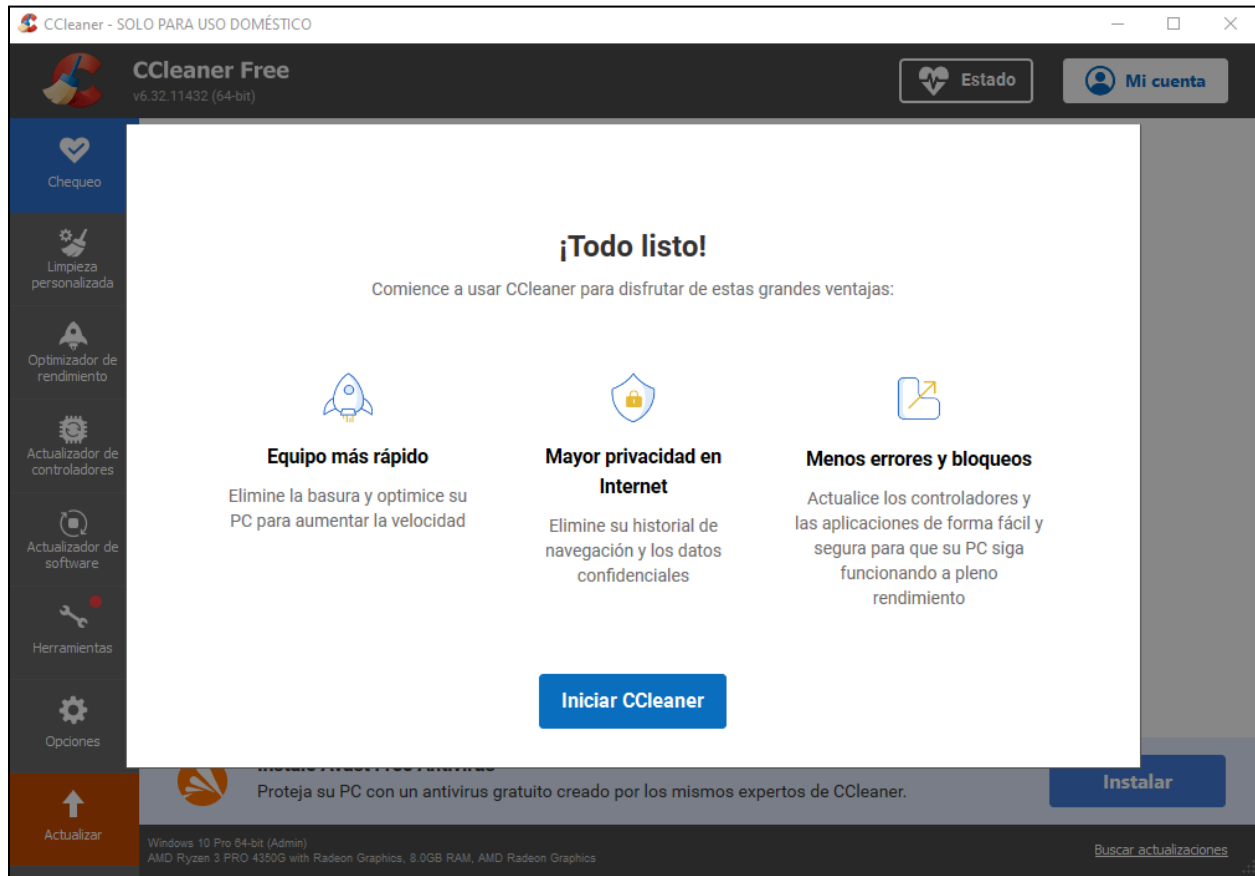 CCleaner - SOLO PARA USO DOMÉSTICO
CCleaner Free
v6.32.11432 (64-bit)
Estado
Mi cuenta
Chequeo
Limpieza
personalizada
Optimizador de
rendimiento
Actualizador de
controladores
Actualizador de
software
Herramientas
Opciones
Actualizar
¡Todo listo!
Comience a usar CCleaner para disfrutar de estas grandes ventajas:
Equipo más rápido
Elimine la basura y optimice su
PC para aumentar la velocidad
Mayor privacidad en
Internet
Elimine su historial de
navegación y los datos
confidenciales
Menos errores y bloqueos
Actualice los controladores y
las aplicaciones de forma fácil y
segura para que su PC siga
funcionando a pleno
rendimiento
Iniciar CCleaner
Instale Avast Free Antivirus
Proteja su PC con un antivirus gratuito creado por los mismos expertos de CCleaner.
Instalar
Windows 10 Pro 64-bit (Admin)
AMD Ryzen 3 PRO 4350G with Radeon Graphics, 8.0GB RAM, AMD Radeon Graphics
Buscar actualizaciones